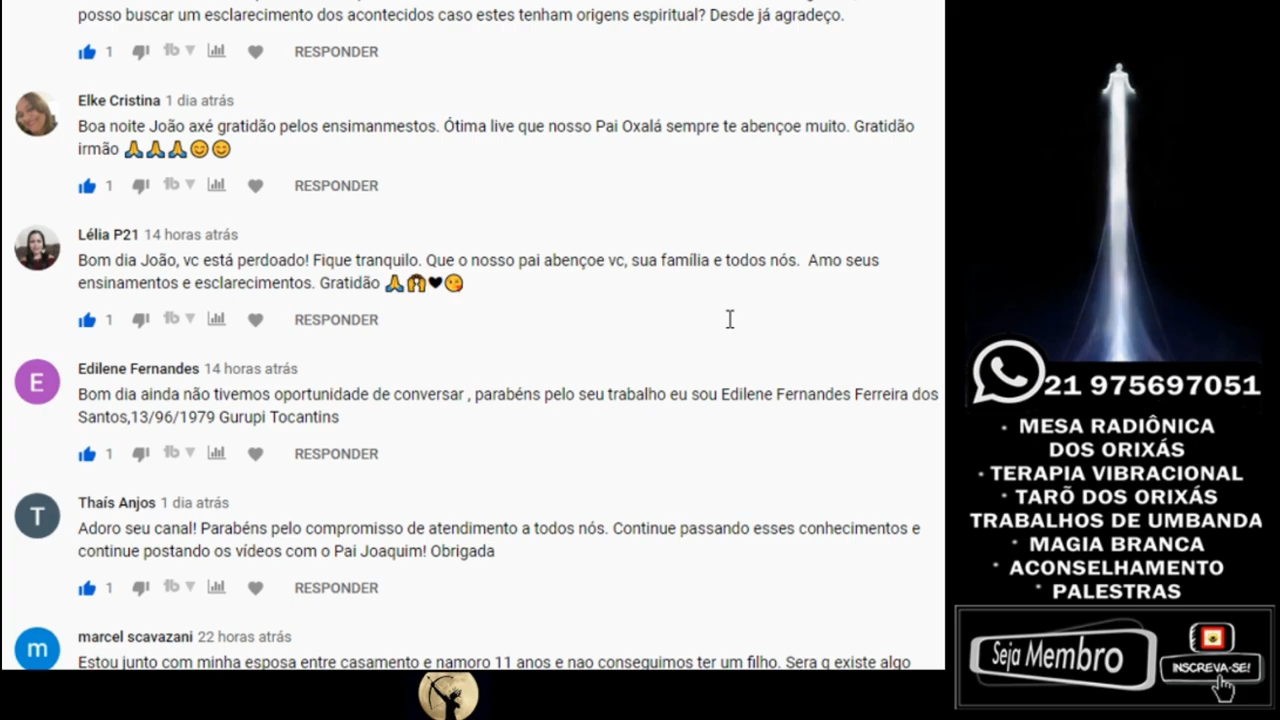 posso buscar um esclarecimento dos acontecidos caso estes tenham origens espiritual? Desde já agradeço.
1 RESPONDER
Elke Cristina 1 dia atrás
Boa noite João axé gratidão pelos ensimanmestos. Ótima live que nosso Pai Oxalá sempre te abençoe muito. Gratidão
irmão 🙏🙏🙏😊😊
1 RESPONDER
Lélia P21 14 horas atrás
Bom dia João, vc está perdoado! Fique tranquilo. Que o nosso pai abençoe vc, sua família e todos nós. Amo seus
ensinamentos e esclarecimentos. Gratidão 🙏🙌🖤😘
1 RESPONDER
E
Edilene Fernandes 14 horas atrás
Bom dia ainda não tivemos oportunidade de conversar , parabéns pelo seu trabalho eu sou Edilene Fernandes Ferreira dos
Santos,13/96/1979 Gurupi Tocantins
1 RESPONDER
T
Thaís Anjos 1 dia atrás
Adoro seu canal! Parabéns pelo compromisso de atendimento a todos nós. Continue passando esses conhecimentos e
continue postando os vídeos com o Pai Joaquim! Obrigada
1 RESPONDER
m
marcel scavazani 22 horas atrás
Estou junto com minha esposa entre casamento e namoro 11 anos e nao conseguimos ter um filho. Sera q existe algo
21 975697051
· MESA RADIÔNICA
DOS ORIXÁS
· TERAPIA VIBRACIONAL
· TARÕ DOS ORIXÁS
TRABALHOS DE UMBANDA
· MAGIA BRANCA
· ACONSELHAMENTO
· PALESTRAS
Seja Membro
INSCREVA-SE!